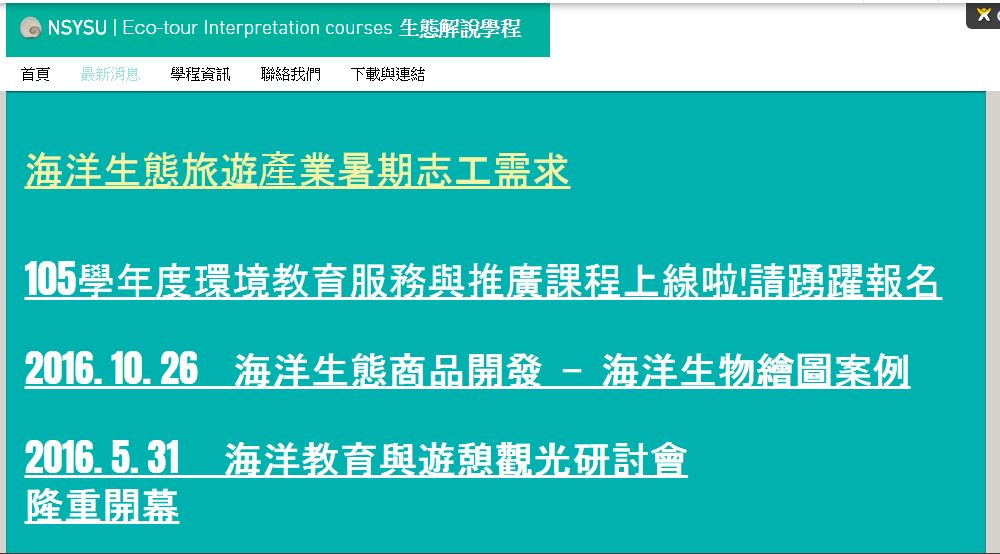 NSYSU | Eco-tour Interpretation courses 生態解說學程
首頁 最新消息 學程資訊 聯絡我們 下載與連結
海洋生態旅遊產業暑期志工需求
105學年度環境教育服務與推廣課程上線啦!請踴躍報名
2016. 10. 26 海洋生態商品開發 - 海洋生物繪圖案例
2016. 5. 31 海洋教育與遊憩觀光研討會
隆重開幕